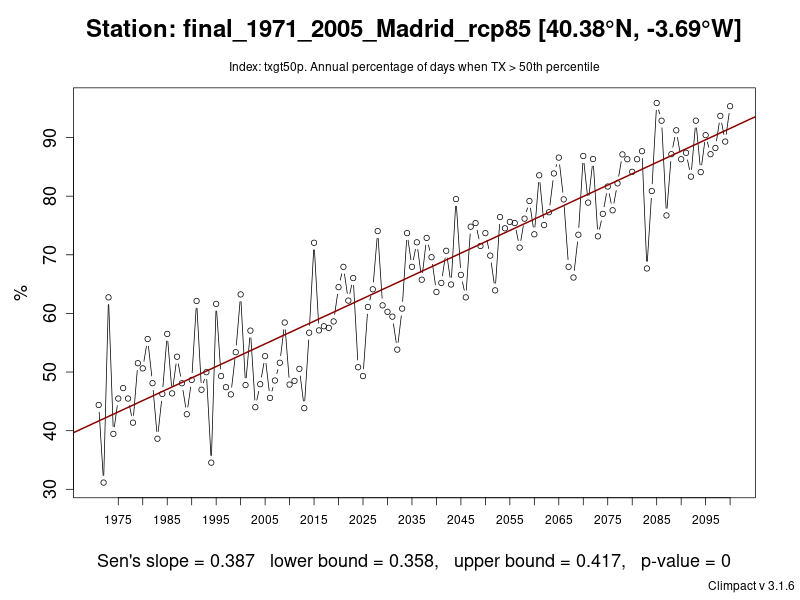 Station: final_1971_2005_Madrid_rcp85 [40.38°N, -3.69°W]
Index: txgt50p. Annual percentage of days when TX > 50th percentile
%
90
80
70
60
50
40
30
1975 1985 1995 2005 2015 2025 2035 2045 2055 2065 2075 2085 2095
Sen's slope = 0.387 lower bound = 0.358, upper bound = 0.417, p-value = 0
Climpact v 3.1.6